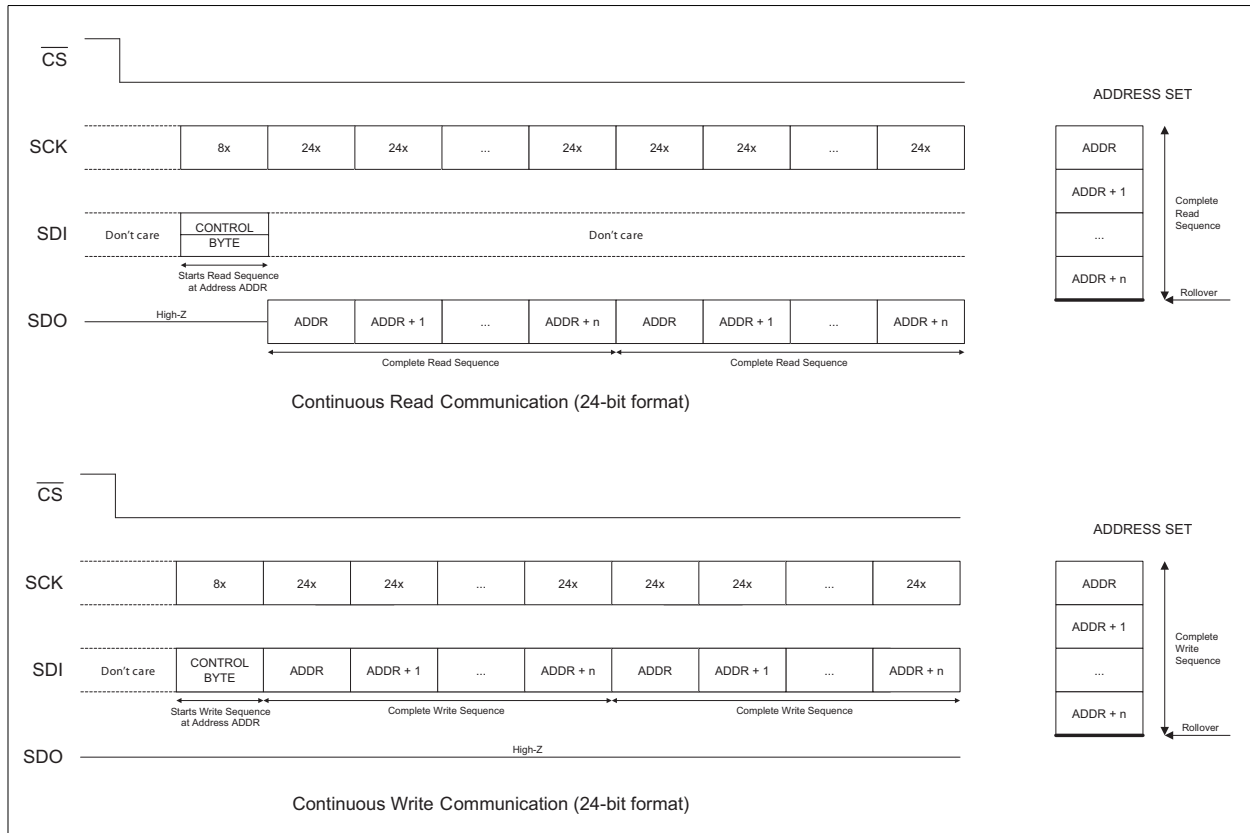 CS
ADDRESS SET
SCK 8x 24x 24x ... 24x 24x 24x ... 24x
ADDR
ADDR + 1
...
ADDR + n
Complete
Read
Sequence
Rollover
SDI Don't care CONTROL BYTE Don't care
Starts Read Sequence
at Address ADDR
SDO High-Z ADDR ADDR + 1 ... ADDR + n ADDR ADDR + 1 ... ADDR + n
Complete Read Sequence Complete Read Sequence
Continuous Read Communication (24-bit format)
CS
ADDRESS SET
SCK 8x 24x 24x ... 24x 24x 24x ... 24x
ADDR
ADDR + 1
...
ADDR + n
Complete
Write
Sequence
Rollover
SDI Don't care CONTROL BYTE ADDR ADDR + 1 ... ADDR + n ADDR ADDR + 1 ... ADDR + n
Starts Write Sequence
at Address ADDR
Complete Write Sequence Complete Write Sequence
SDO High-Z
Continuous Write Communication (24-bit format)